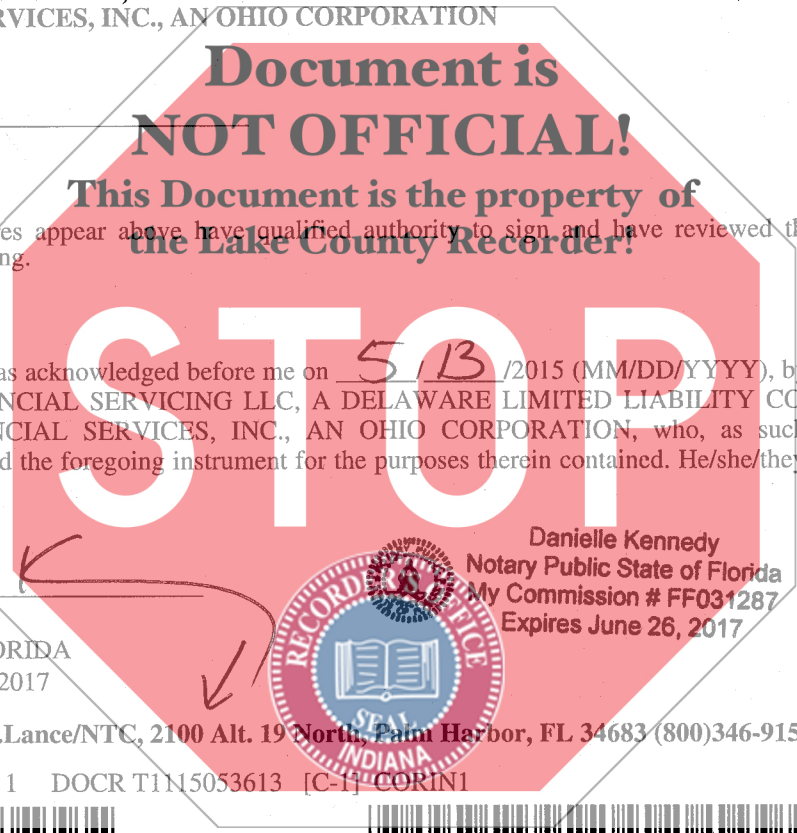 RVICES, INC., AN OHIO CORPORATION
Document is
NOT OFFICIAL!
This Document is the property of
es appear above have qualified authority to sign and have reviewed th
the Lake County Recorder!
ng.
STOP
as acknowledged before me on 5/13/2015 (MM/DD/YYYY), b
NCIAL SERVICING LLC, A DELAWARE LIMITED LIABILITY CO
NCIAL SERVICES, INC., AN OHIO CORPORATION, who, as such
d the foregoing instrument for the purposes therein contained. He/she/they
Danielle Kennedy
Notary Public State of Florida
My Commission # FF031287
Expires June 26, 2017
RECORDER'S OFFICE
SEAL
INDIANA
ORIDA
2017
.Lance/NTC, 2100 Alt. 19 North, Palm Harbor, FL 34683 (800)346-915
1 DOCR T1115053613 [C-1] CORIN1